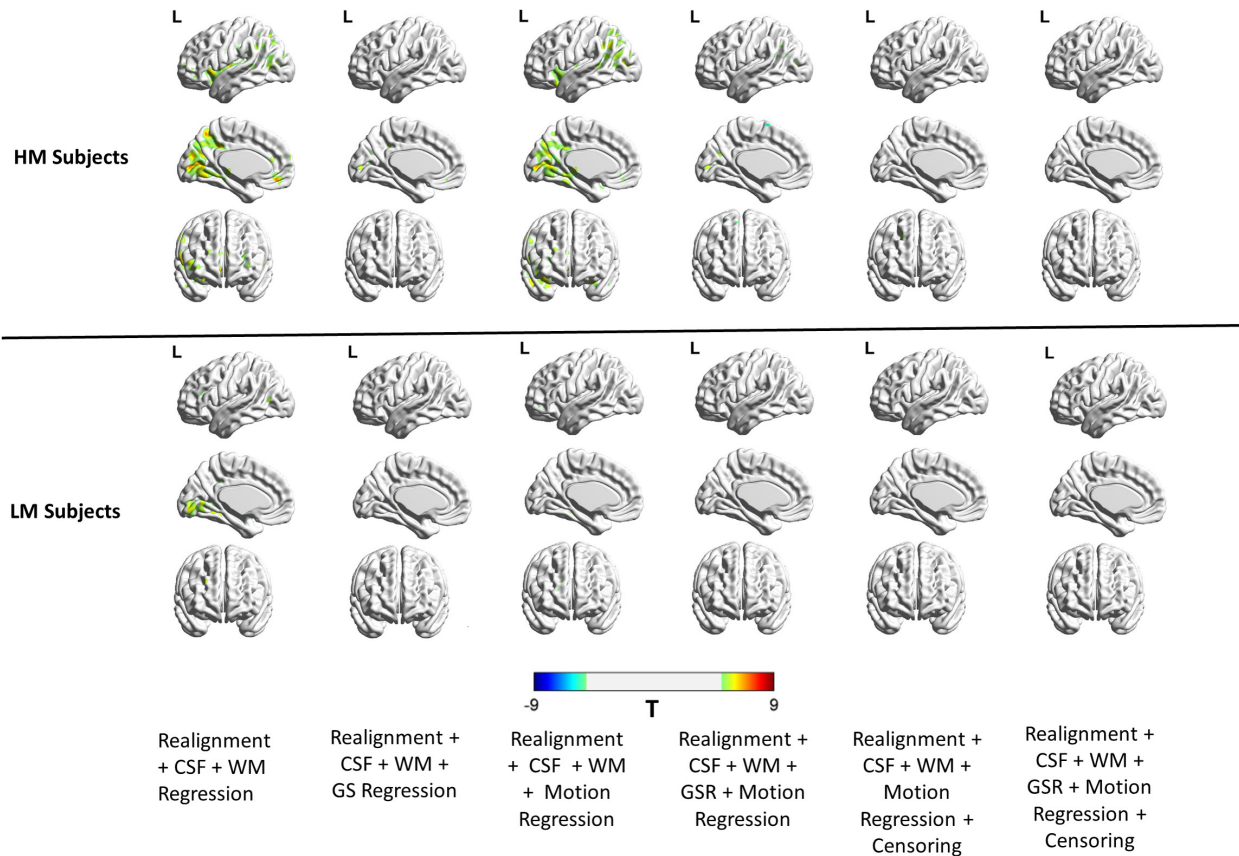 L L L L L L
HM Subjects
L L L L L L
LM Subjects
-9 T 9
Realignment
+ CSF + WM
Regression
Realignment +
CSF + WM +
GS Regression
Realignment
+ CSF + WM
+ Motion
Regression
Realignment +
CSF + WM +
GSR + Motion
Regression
Realignment +
CSF + WM +
Motion
Regression +
Censoring
Realignment +
CSF + WM +
GSR + Motion
Regression +
Censoring